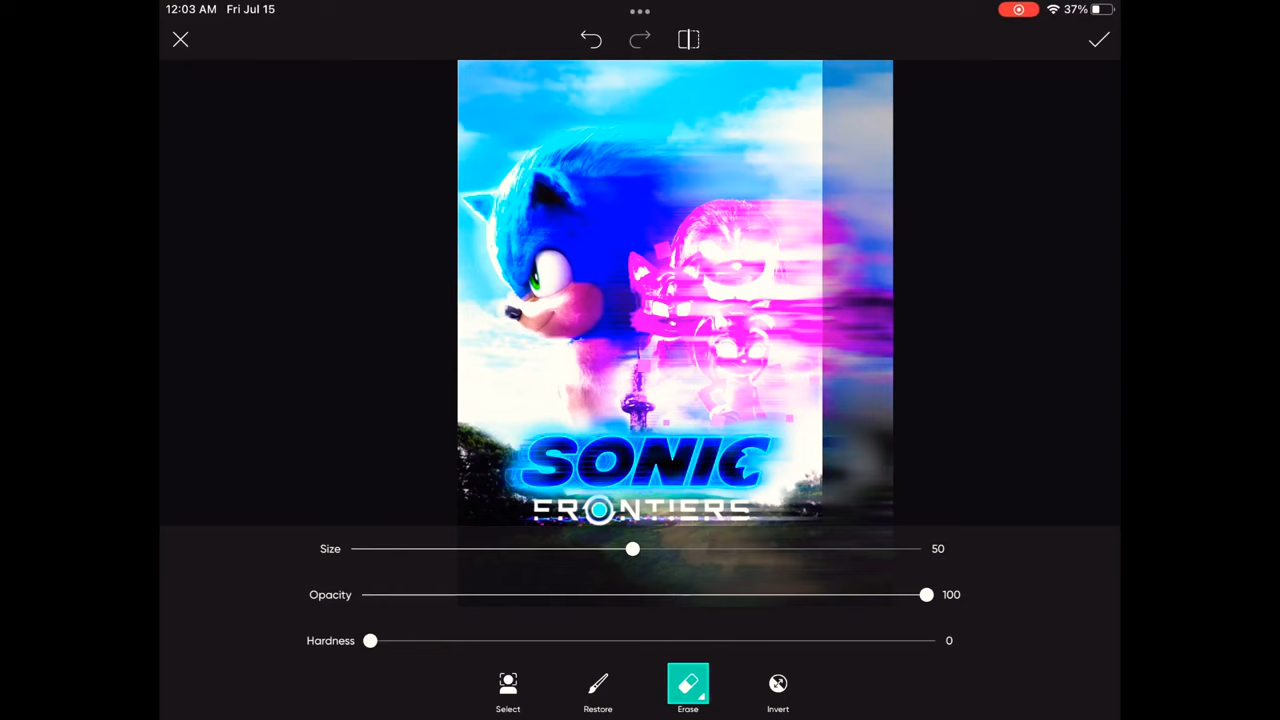 12:03 AM Fri Jul 15
37%
SONIC
FRONTIERS
Size 50
Opacity 100
Hardness 0
Select Restore Erase Invert